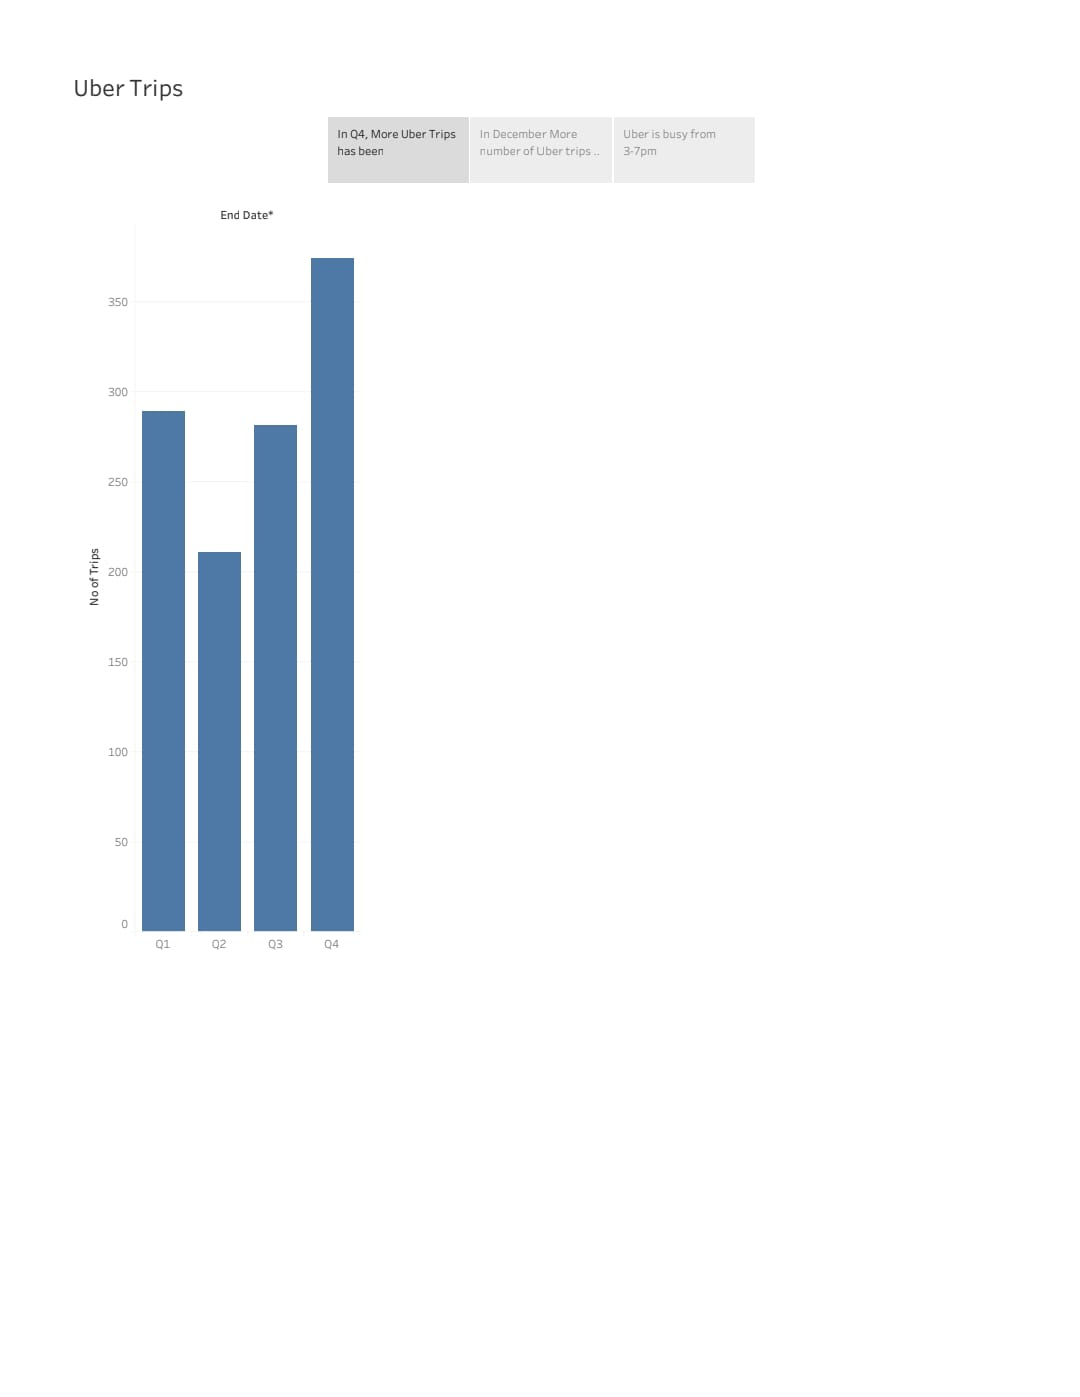 Uber Trips
In Q4, More Uber Trips
has been
In December More
number of Uber trips ..
Uber is busy from
3-7pm
End Date*
350
300
250
200
150
100
50
0
No of Trips
Q1 Q2 Q3 Q4